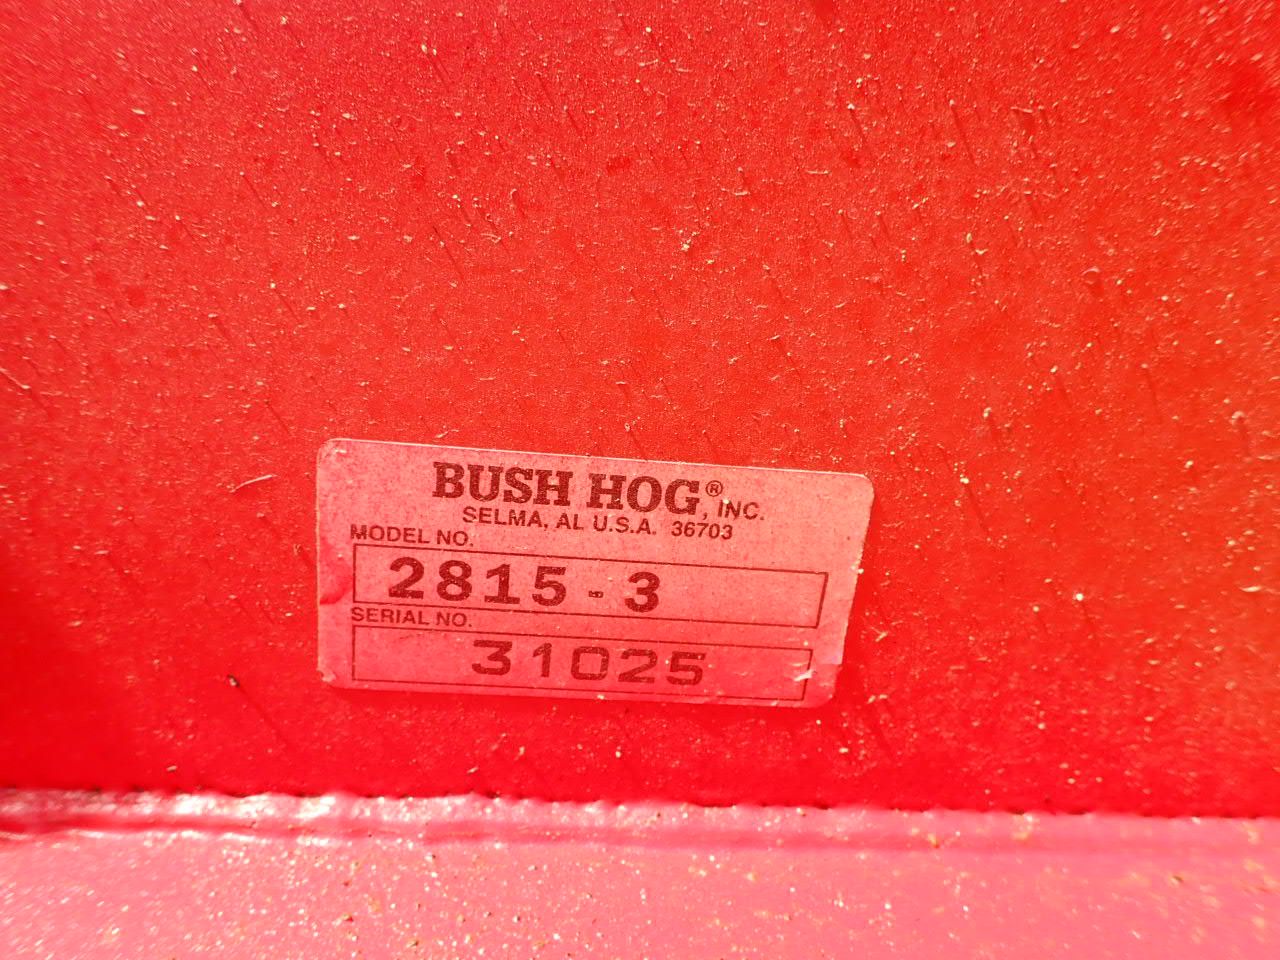 BUSH HOG®, INC.
SELMA, AL U.S.A. 36703
MODEL NO.
2815-3
SERIAL NO.
31025